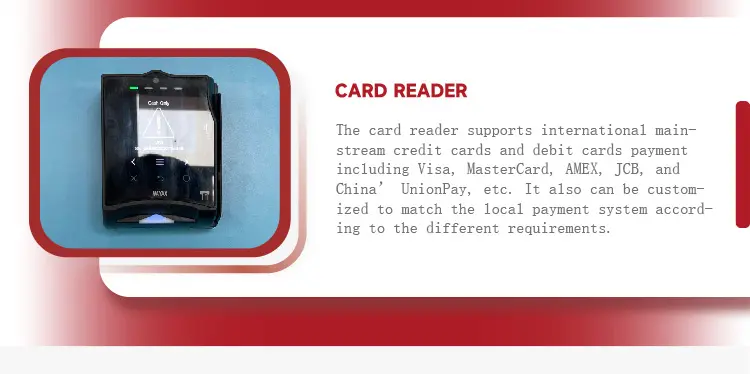 CARD READER
The card reader supports international main-
stream credit cards and debit cards payment
including Visa, MasterCard, AMEX, JCB, and
China’ UnionPay, etc. It also can be custom-
ized to match the local payment system accord-
ing to the different requirements.
Cash Only
NAYAX